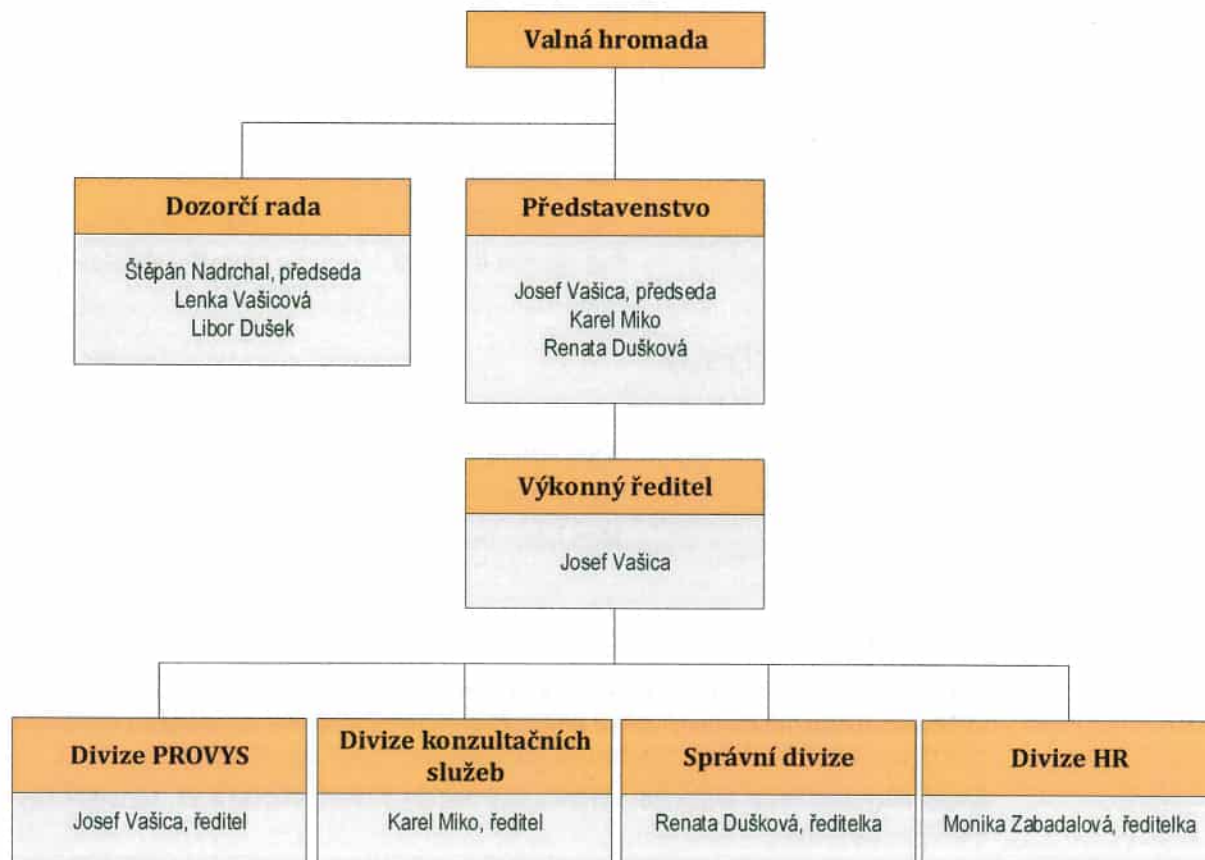 Valná hromada
Dozorčí rada
Štěpán Nadrchal, předseda
Lenka Vašicová
Libor Dušek
Představenstvo
Josef Vašica, předseda
Karel Miko
Renata Dušková
Výkonný ředitel
Josef Vašica
Divize PROVYS
Josef Vašica, ředitel
Divize konzultačních
služeb
Karel Miko, ředitel
Správní divize
Renata Dušková, ředitelka
Divize HR
Monika Zabadalová, ředitelka